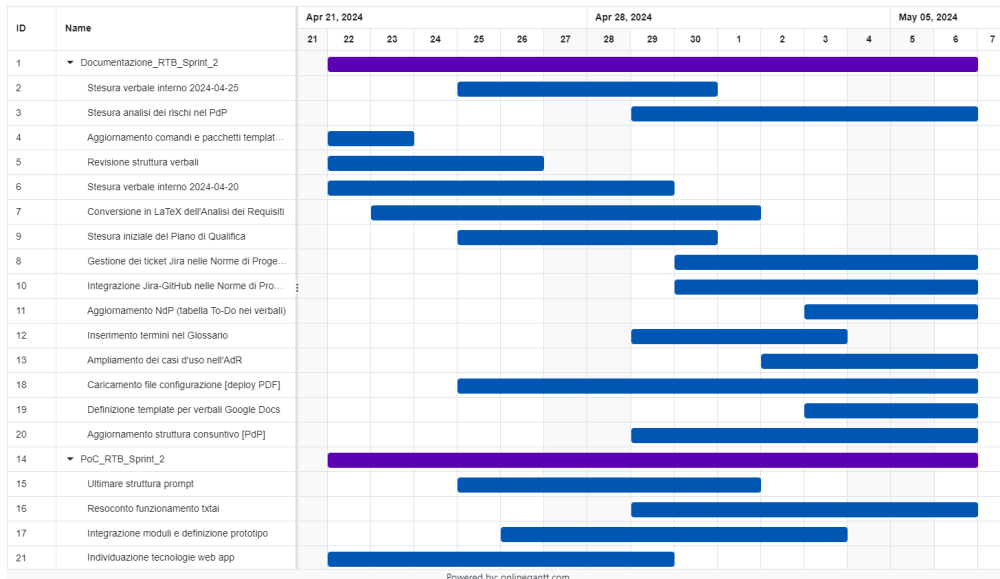 ID Name Apr 21, 2024 Apr 28, 2024 May 05, 2024
21 22 23 24 25 26 27 28 29 30 1 2 3 4 5 6 7
1 Documentazione_RTB_Sprint_2
2 Stesura verbale interno 2024-04-25
3 Stesura analisi dei rischi nel PdP
4 Aggiornamento comandi e pacchetti templat...
5 Revisione struttura verbali
6 Stesura verbale interno 2024-04-20
7 Conversione in LaTeX dell'Analisi dei Requisiti
9 Stesura iniziale del Piano di Qualifica
8 Gestione dei ticket Jira nelle Norme di Proge...
10 Integrazione Jira-GitHub nelle Norme di Pro...
11 Aggiornamento NdP (tabella To-Do nei verbali)
12 Inserimento termini nel Glossario
13 Ampliamento dei casi d'uso nell'AdR
18 Caricamento file configurazione [deploy PDF]
19 Definizione template per verbali Google Docs
20 Aggiornamento struttura consuntivo [PdP]
14 PoC_RTB_Sprint_2
15 Ultimare struttura prompt
16 Resoconto funzionamento txtai
17 Integrazione moduli e definizione prototipo
21 Individuazione tecnologie web app
Powered by: onlinegantt.com